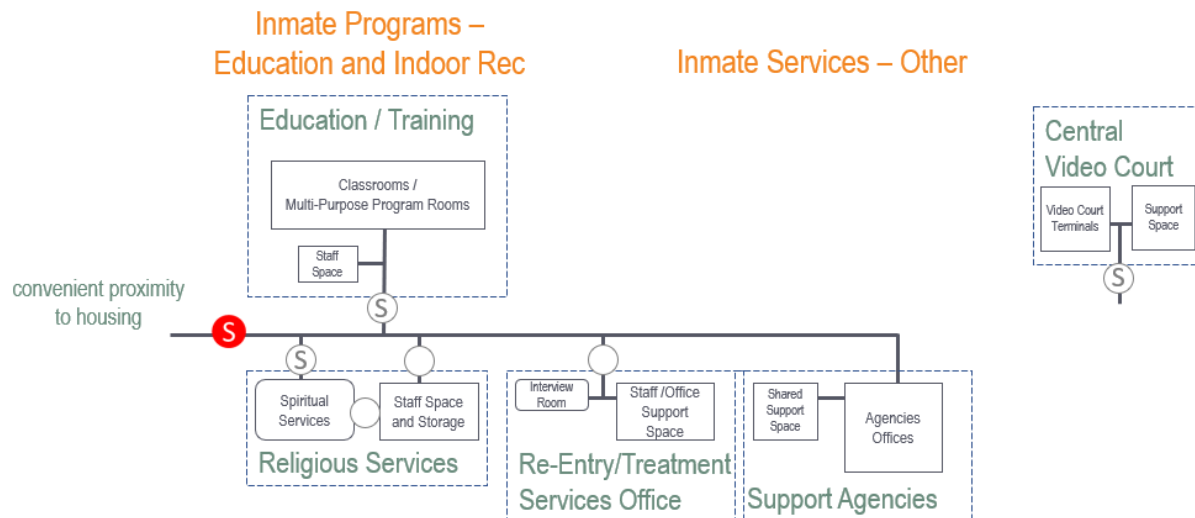 Inmate Programs –
Education and Indoor Rec
Inmate Services – Other
Education / Training
Classrooms /
Multi-Purpose Program Rooms
Staff
Space
S
Central
Video Court
Video Court
Terminals
Support
Space
S
convenient proximity
to housing
S
S
Spiritual
Services
Staff Space
and Storage
Religious Services
Interview
Room
Staff /Office
Support
Space
Re-Entry/Treatment
Services Office
Shared
Support
Space
Agencies
Offices
Support Agencies